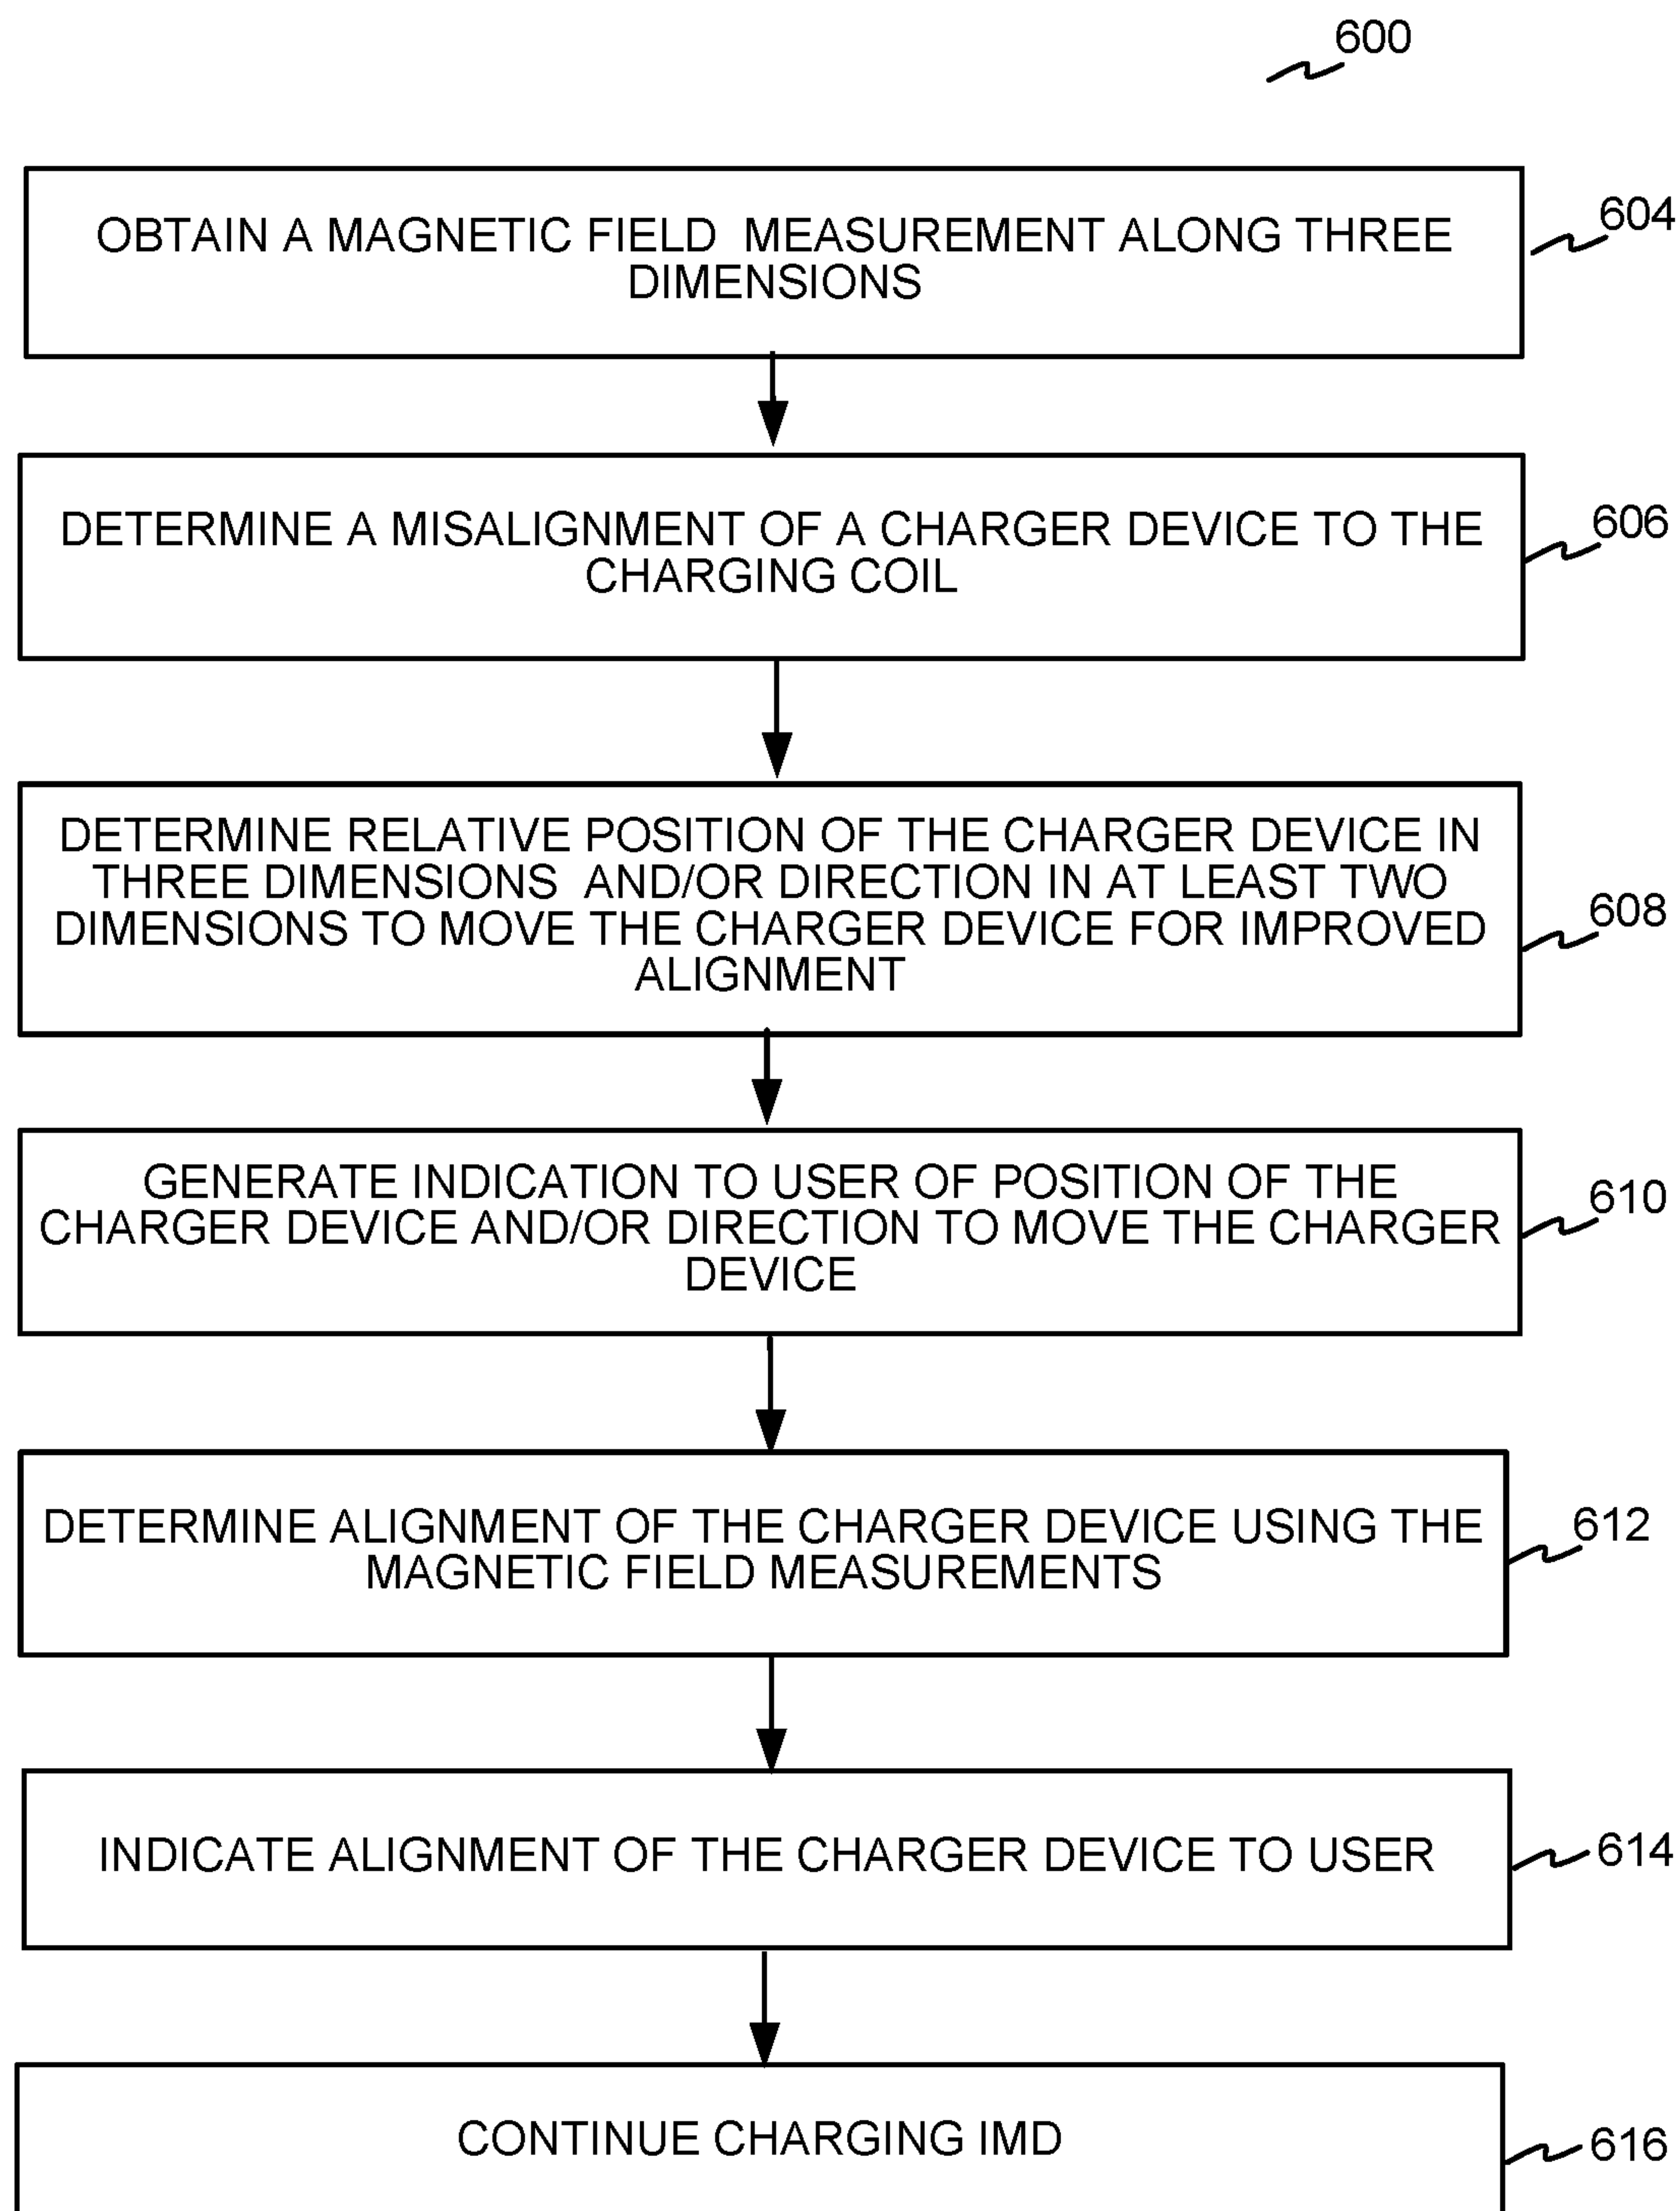 600
OBTAIN A MAGNETIC FIELD MEASUREMENT ALONG THREE
DIMENSIONS
604
DETERMINE A MISALIGNMENT OF A CHARGER DEVICE TO THE
CHARGING COIL
606
DETERMINE RELATIVE POSITION OF THE CHARGER DEVICE IN
THREE DIMENSIONS AND/OR DIRECTION IN AT LEAST TWO
DIMENSIONS TO MOVE THE CHARGER DEVICE FOR IMPROVED
ALIGNMENT
608
GENERATE INDICATION TO USER OF POSITION OF THE
CHARGER DEVICE AND/OR DIRECTION TO MOVE THE CHARGER
DEVICE
610
DETERMINE ALIGNMENT OF THE CHARGER DEVICE USING THE
MAGNETIC FIELD MEASUREMENTS
612
INDICATE ALIGNMENT OF THE CHARGER DEVICE TO USER
614
CONTINUE CHARGING IMD
616